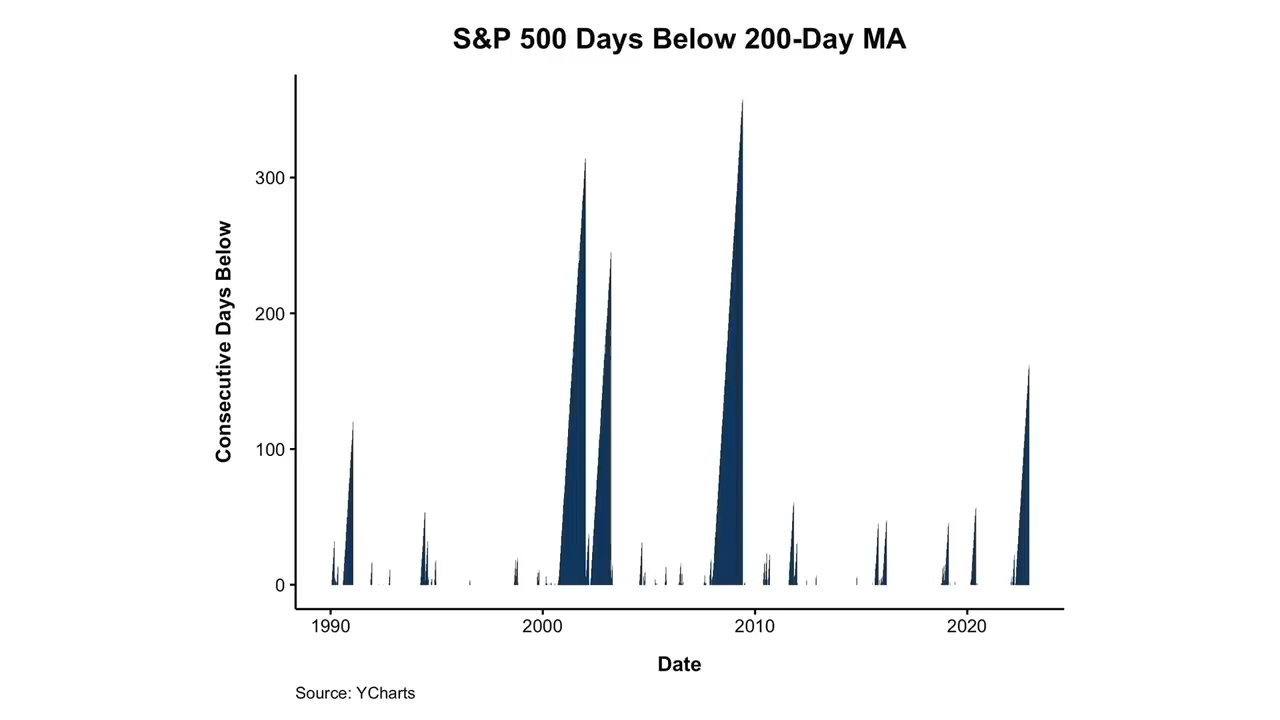 S&P 500 Days Below 200-Day MA
Consecutive Days Below
300
200
100
0
1990
2000
2010
2020
Date
Source: YCharts